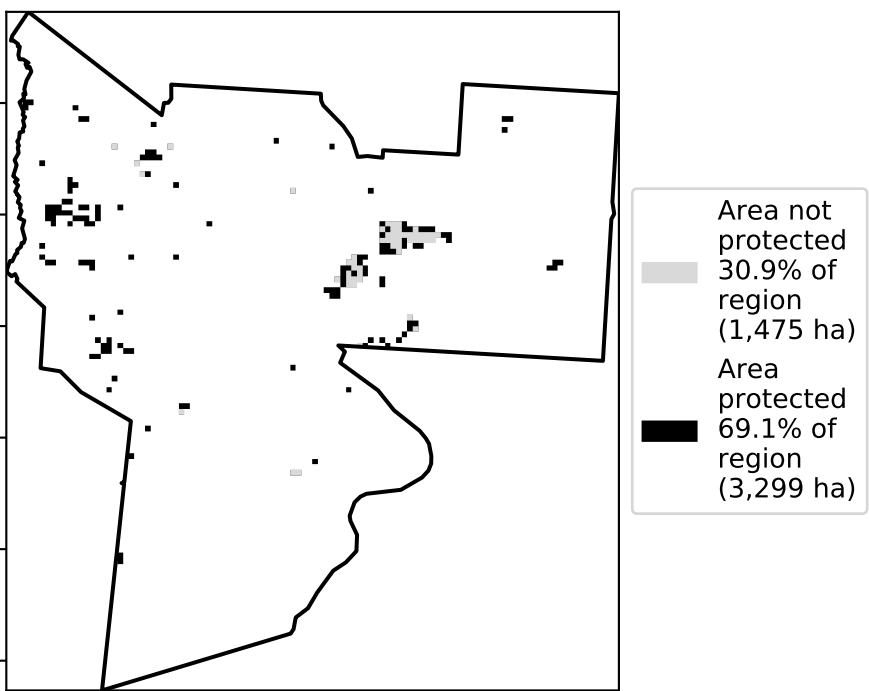 Area not
protected
30.9% of
region
(1,475 ha)
Area
protected
69.1% of
region
(3,299 ha)